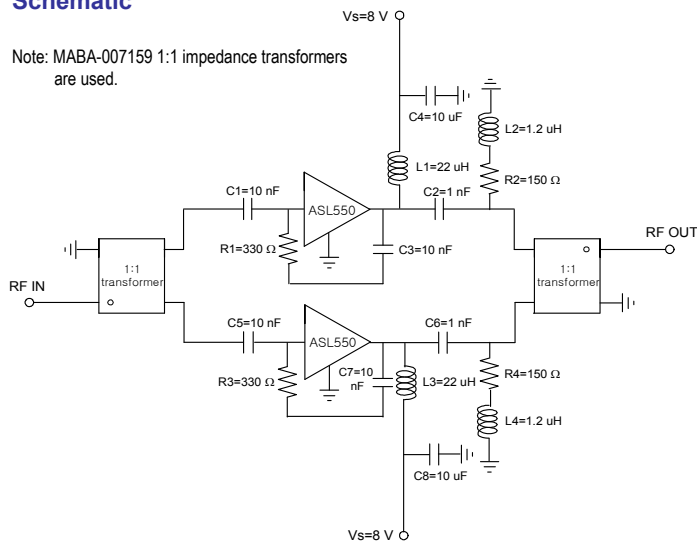 Schematic
Vs=8 V
Note: MABA-007159 1:1 impedance transformers
are used.
C4=10 uF
L2=1.2 uH
L1=22 uH
R2=150 Ω
C1=10 nF
C2=1 nF
ASL550
R1=330 Ω
C3=10 nF
RF OUT
1:1
transformer
1:1
transformer
RF IN
C5=10 nF
C6=1 nF
ASL550
R3=330 Ω
C7=10
nF
L3=22 uH
R4=150 Ω
L4=1.2 uH
C8=10 uF
Vs=8 V